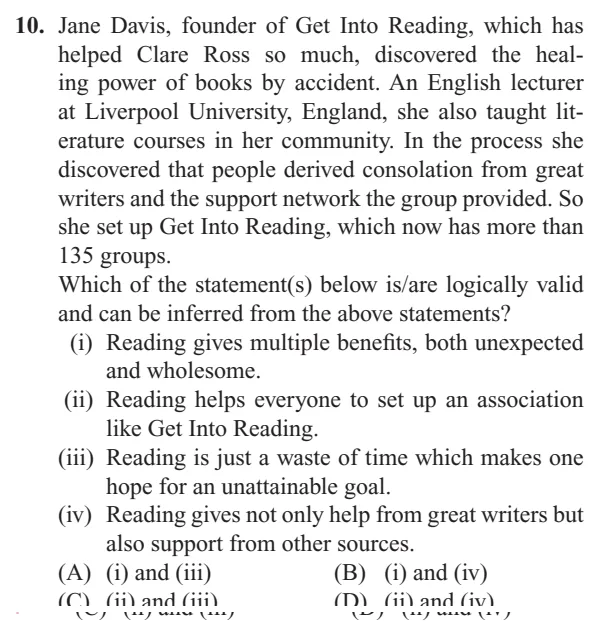 10. Jane Davis, founder of Get Into Reading, which has
helped Clare Ross so much, discovered the heal-
ing power of books by accident. An English lecturer
at Liverpool University, England, she also taught lit-
erature courses in her community. In the process she
discovered that people derived consolation from great
writers and the support network the group provided. So
she set up Get Into Reading, which now has more than
135 groups.
Which of the statement(s) below is/are logically valid
and can be inferred from the above statements?
(i) Reading gives multiple benefits, both unexpected
and wholesome.
(ii) Reading helps everyone to set up an association
like Get Into Reading.
(iii) Reading is just a waste of time which makes one
hope for an unattainable goal.
(iv) Reading gives not only help from great writers but
also support from other sources.
(A) (i) and (iii) (B) (i) and (iv)
(C) (ii) and (iii) (D) (ii) and (iv)